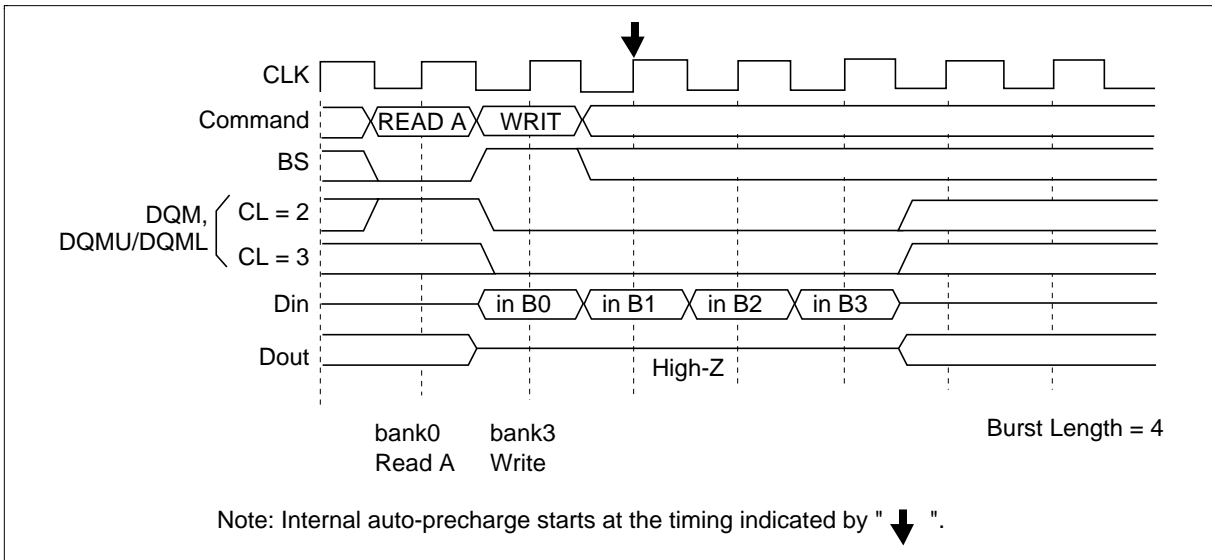 CLK
Command READ A WRIT
BS
DQM,
DQMU/DQML
CL = 2
CL = 3
Din in B0 in B1 in B2 in B3
Dout High-Z
bank0 bank3 Burst Length = 4
Read A Write
Note: Internal auto-precharge starts at the timing indicated by " ".